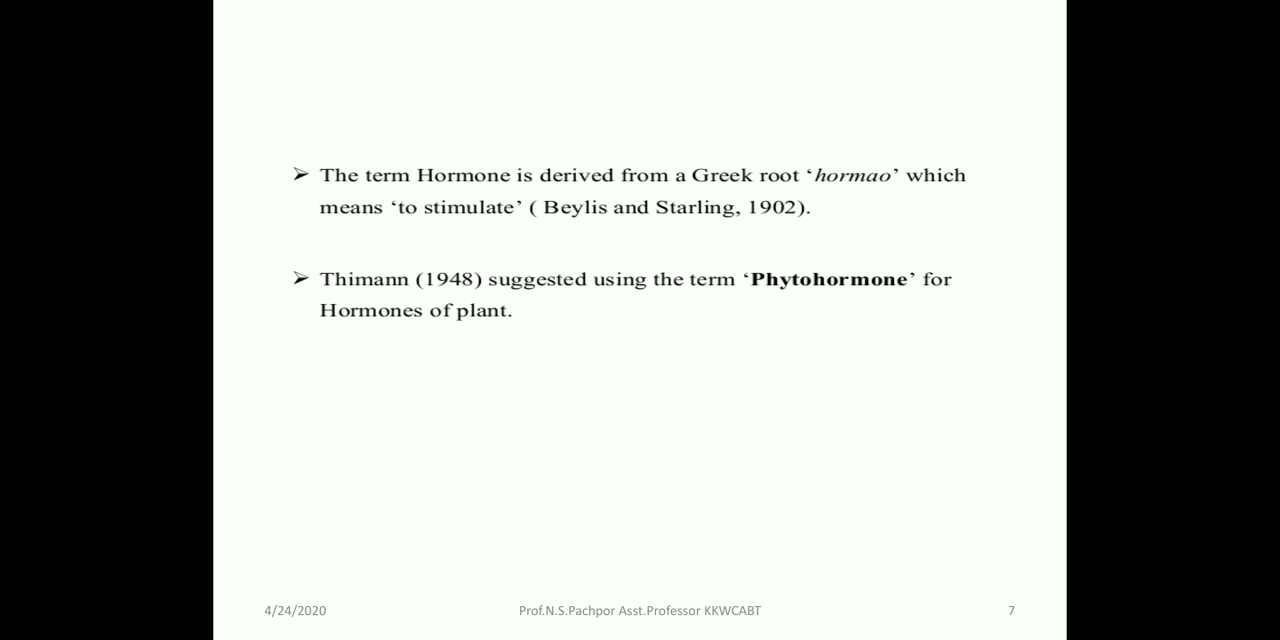 ➢ The term Hormone is derived from a Greek root ‘hormao’ which
means ‘to stimulate’ ( Beylis and Starling, 1902).
➢ Thimann (1948) suggested using the term ‘Phytohormone’ for
Hormones of plant.
4/24/2020 Prof.N.S.Pachpor Asst.Professor KKWCABT 7